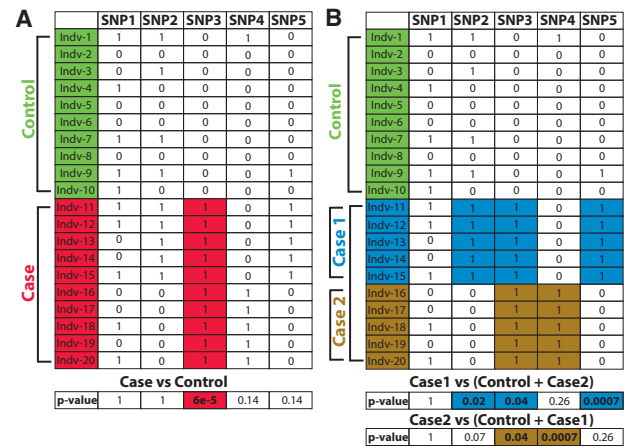 A
SNP1 SNP2 SNP3 SNP4 SNP5
Control
Indv-1 1 1 0 1 0
Indv-2 0 0 0 0 0
Indv-3 0 1 0 0 0
Indv-4 1 0 0 0 0
Indv-5 0 0 0 0 0
Indv-6 0 0 0 0 0
Indv-7 1 1 0 0 0
Indv-8 0 0 0 0 0
Indv-9 1 1 0 0 1
Indv-10 1 0 0 0 0
Case
Indv-11 1 1 1 0 1
Indv-12 1 1 1 0 1
Indv-13 0 1 1 0 1
Indv-14 0 1 1 0 1
Indv-15 1 1 1 0 1
Indv-16 0 0 1 1 0
Indv-17 0 0 1 1 0
Indv-18 1 0 1 1 0
Indv-19 0 0 1 1 0
Indv-20 1 0 1 1 0
Case vs Control
p-value 1 1 6e-5 0.14 0.14
B
SNP1 SNP2 SNP3 SNP4 SNP5
Control
Indv-1 1 1 0 1 0
Indv-2 0 0 0 0 0
Indv-3 0 1 0 0 0
Indv-4 1 0 0 0 0
Indv-5 0 0 0 0 0
Indv-6 0 0 0 0 0
Indv-7 1 1 0 0 0
Indv-8 0 0 0 0 0
Indv-9 1 1 0 0 1
Indv-10 1 0 0 0 0
Case 1
Indv-11 1 1 1 0 1
Indv-12 1 1 1 0 1
Indv-13 0 1 1 0 1
Indv-14 0 1 1 0 1
Indv-15 1 1 1 0 1
Case 2
Indv-16 0 0 1 1 0
Indv-17 0 0 1 1 0
Indv-18 1 0 1 1 0
Indv-19 0 0 1 1 0
Indv-20 1 0 1 1 0
Case1 vs (Control + Case2)
p-value 1 0.02 0.04 0.26 0.0007
Case2 vs (Control + Case1)
p-value 1 0.07 0.04 0.0007 0.26